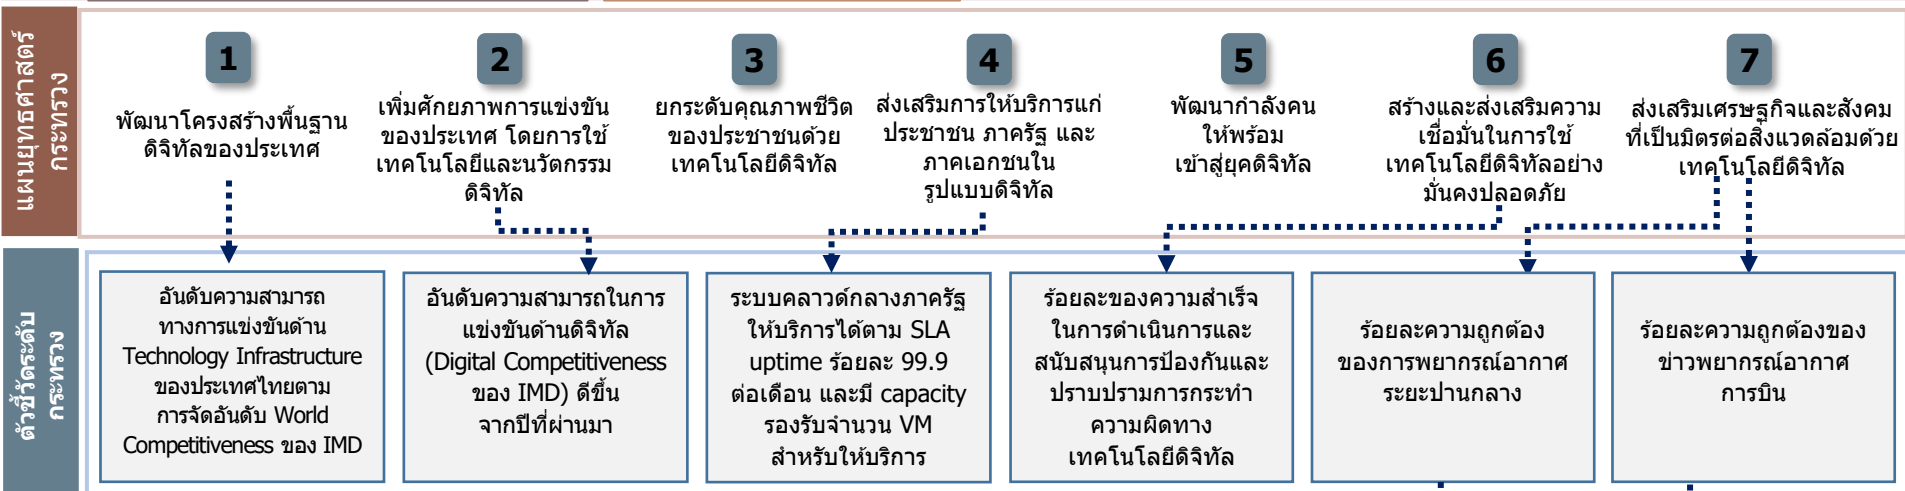 แผนยุทธศาสตร์
กระทรวง
1
พัฒนาโครงสร้างพื้นฐาน
ดิจิทัลของประเทศ
2
เพิ่มศักยภาพการแข่งขัน
ของประเทศ โดยการใช้
เทคโนโลยีและนวัตกรรม
ดิจิทัล
3
ยกระดับคุณภาพชีวิต
ของประชาชนด้วย
เทคโนโลยีดิจิทัล
4
ส่งเสริมการให้บริการแก่
ประชาชน ภาครัฐ และ
ภาคเอกชนใน
รูปแบบดิจิทัล
5
พัฒนากำลังคน
ให้พร้อม
เข้าสู่ยุคดิจิทัล
6
สร้างและส่งเสริมความ
เชื่อมั่นในการใช้
เทคโนโลยีดิจิทัลอย่าง
มั่นคงปลอดภัย
7
ส่งเสริมเศรษฐกิจและสังคม
ที่เป็นมิตรต่อสิ่งแวดล้อมด้วย
เทคโนโลยีดิจิทัล
ตัวชี้วัดระดับ
กระทรวง
อันดับความสามารถ
ทางการแข่งขันด้าน
Technology Infrastructure
ของประเทศไทยตาม
การจัดอันดับ World
Competitiveness ของ IMD
อันดับความสามารถในการ
แข่งขันด้านดิจิทัล
(Digital Competitiveness
ของ IMD) ดีขึ้น
จากปีที่ผ่านมา
ระบบคลาวด์กลางภาครัฐ
ให้บริการได้ตาม SLA
uptime ร้อยละ 99.9
ต่อเดือน และมี capacity
รองรับจำนวน VM
สำหรับให้บริการ
ร้อยละของความสำเร็จ
ในการดำเนินการและ
สนับสนุนการป้องกันและ
ปราบปรามการกระทำ
ความผิดทาง
เทคโนโลยีดิจิทัล
ร้อยละความถูกต้อง
ของการพยากรณ์อากาศ
ระยะปานกลาง
ร้อยละความถูกต้องของ
ข่าวพยากรณ์อากาศ
การบิน